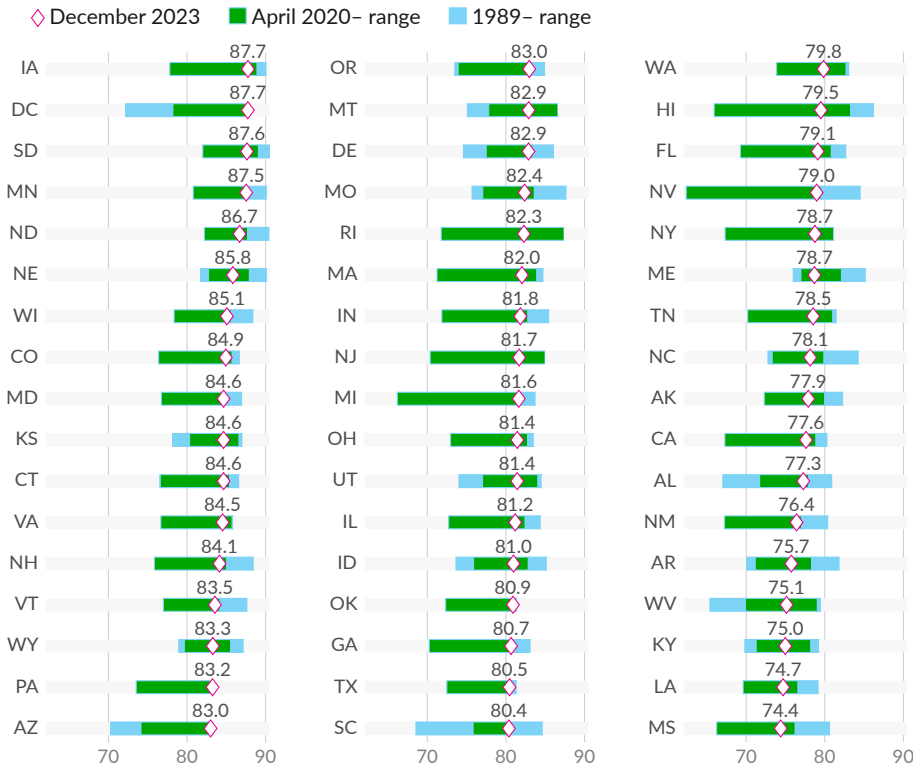 December 2023 April 2020– range 1989– range
IA 87.7
DC 87.7
SD 87.6
MN 87.5
ND 86.7
NE 85.8
WI 85.1
CO 84.9
MD 84.6
KS 84.6
CT 84.6
VA 84.5
NH 84.1
VT 83.5
WY 83.3
PA 83.2
AZ 83.0
70 80 90
OR 83.0
MT 82.9
DE 82.9
MO 82.4
RI 82.3
MA 82.0
IN 81.8
NJ 81.7
MI 81.6
OH 81.4
UT 81.4
IL 81.2
ID 81.0
OK 80.9
GA 80.7
TX 80.5
SC 80.4
70 80 90
WA 79.8
HI 79.5
FL 79.1
NV 79.0
NY 78.7
ME 78.7
TN 78.5
NC 78.1
AK 77.9
CA 77.6
AL 77.3
NM 76.4
AR 75.7
WV 75.1
KY 75.0
LA 74.7
MS 74.4
70 80 90